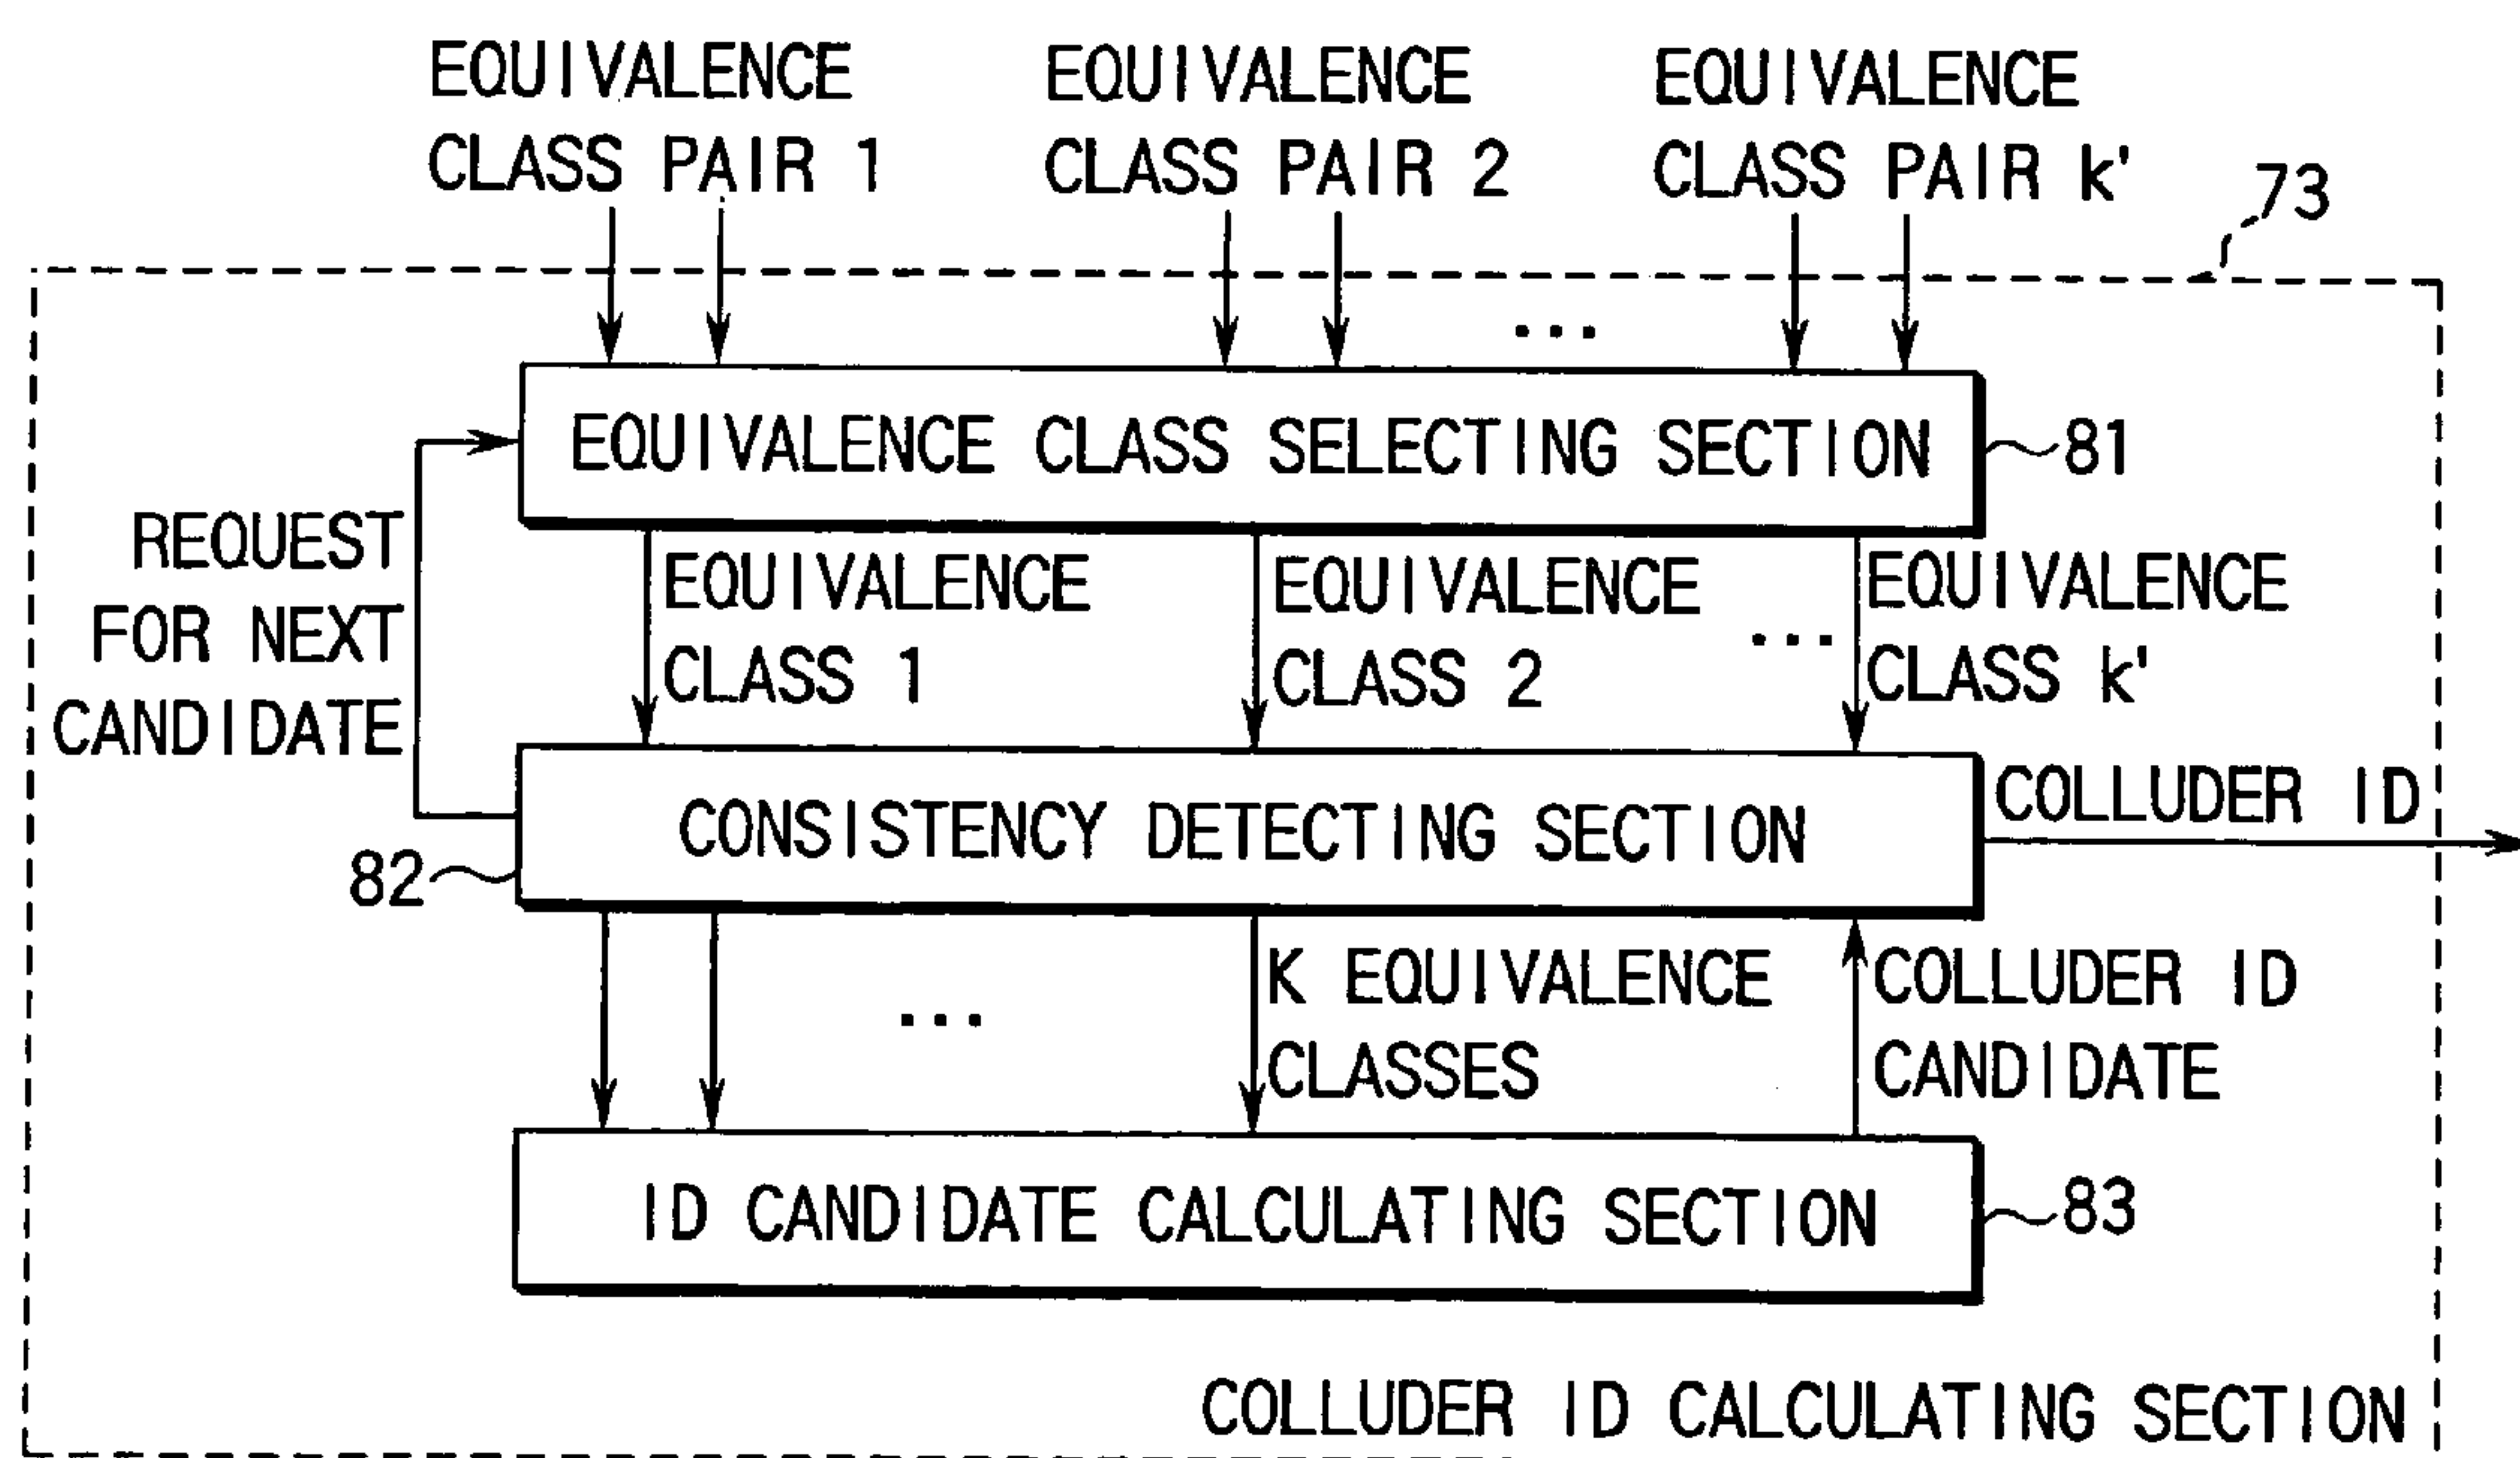 EQUIVALENCE
CLASS PAIR 1
EQUIVALENCE
CLASS PAIR 2
EQUIVALENCE
CLASS PAIR k'
73
...
EQUIVALENCE CLASS SELECTING SECTION
81
REQUEST
FOR NEXT
CANDIDATE
EQUIVALENCE
CLASS 1
EQUIVALENCE
CLASS 2
...
EQUIVALENCE
CLASS k'
CONSISTENCY DETECTING SECTION
82
COLLUDER ID
...
K EQUIVALENCE
CLASSES
COLLUDER ID
CANDIDATE
ID CANDIDATE CALCULATING SECTION
83
COLLUDER ID CALCULATING SECTION